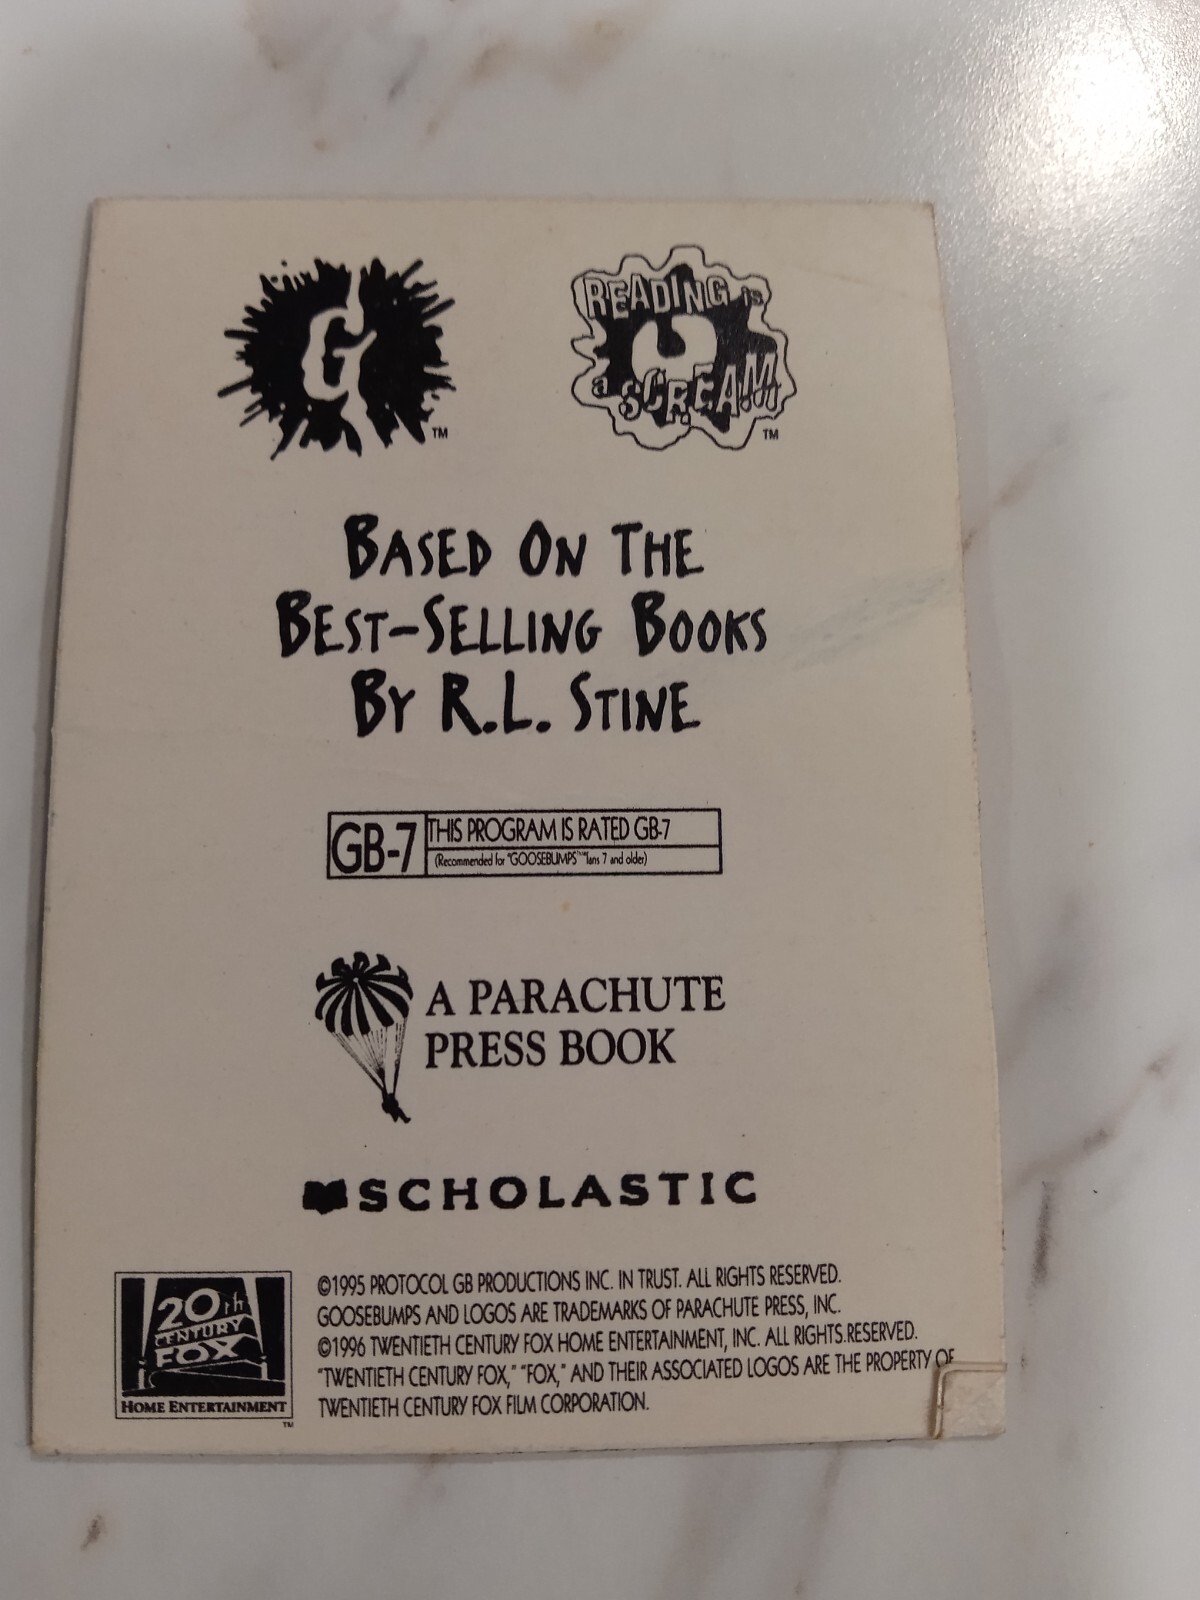 G
TM
READING is
a SCREAM
TM
BASED ON THE
BEST-SELLING BOOKS
BY R.L. STINE
GB-7
THIS PROGRAM IS RATED GB-7
(Recommended for "GOOSEBUMPS™" fans 7 and older)
A PARACHUTE
PRESS BOOK
SCHOLASTIC
20th
CENTURY
FOX
HOME ENTERTAINMENT
TM
©1995 PROTOCOL GB PRODUCTIONS INC. IN TRUST. ALL RIGHTS RESERVED.
GOOSEBUMPS AND LOGOS ARE TRADEMARKS OF PARACHUTE PRESS, INC.
©1996 TWENTIETH CENTURY FOX HOME ENTERTAINMENT, INC. ALL RIGHTS.RESERVED.
"TWENTIETH CENTURY FOX," "FOX," AND THEIR ASSOCIATED LOGOS ARE THE PROPERTY OF
TWENTIETH CENTURY FOX FILM CORPORATION.